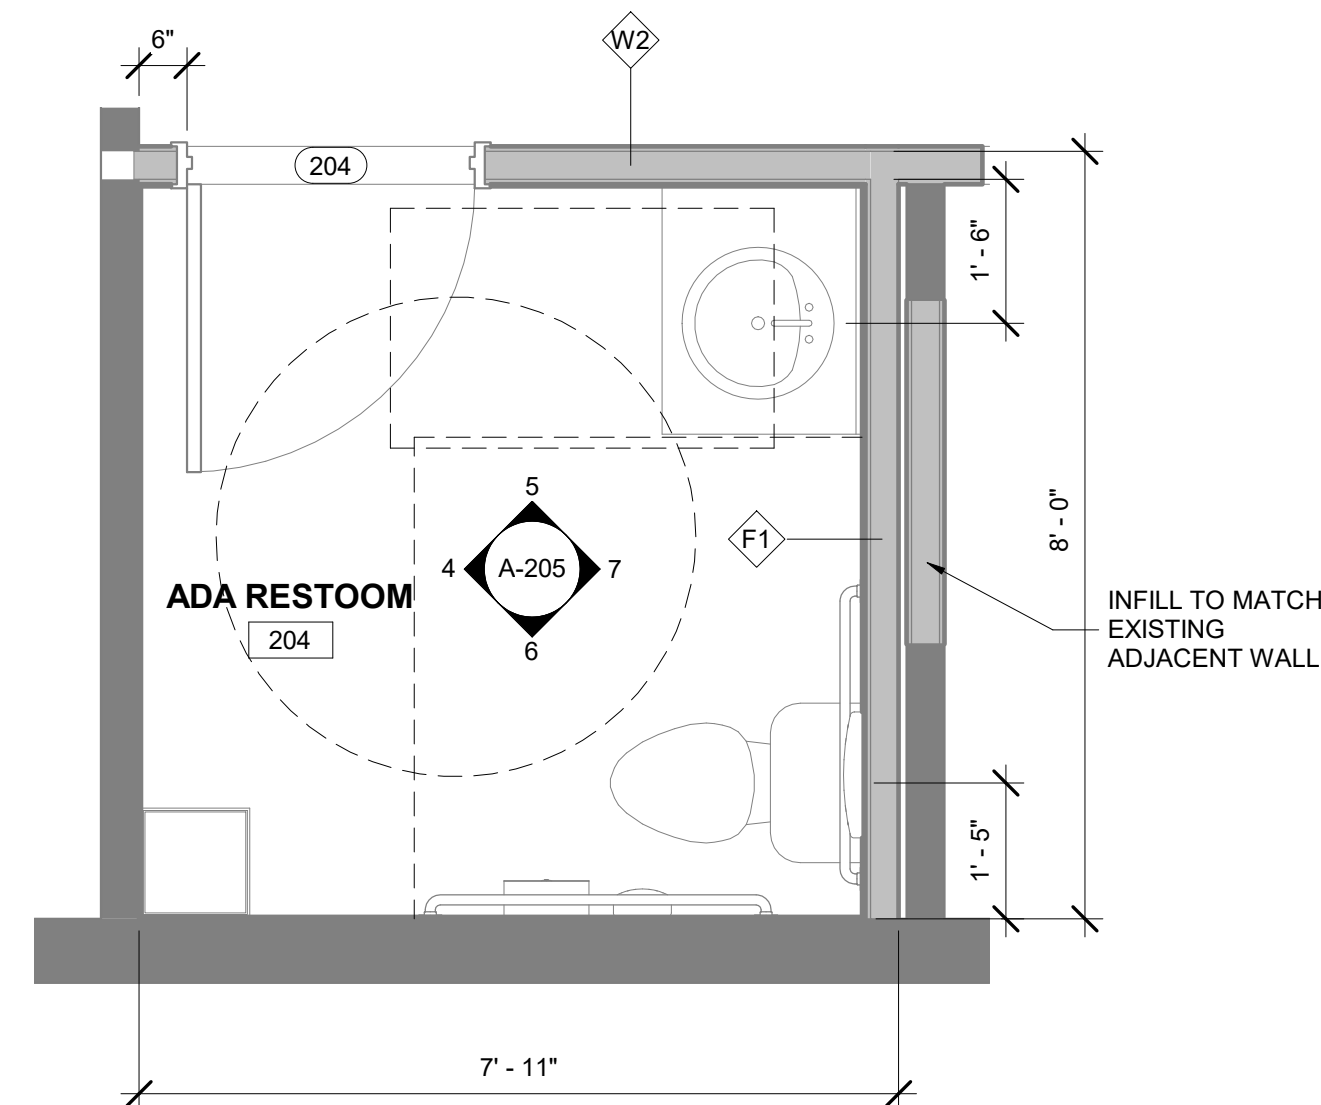 6"
W2
204
1' - 6"
5
4
A-205
7
6
F1
8' - 0"
ADA RESTOOM
204
INFILL TO MATCH
EXISTING
ADJACENT WALL
1' - 5"
7' - 11"